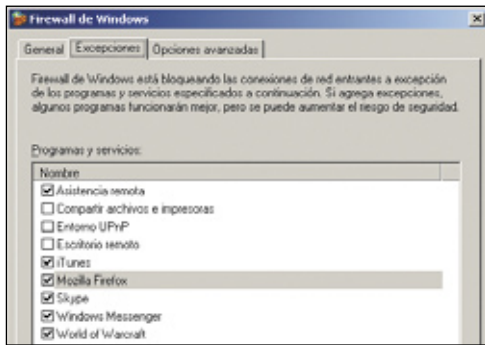 Firewall de Windows
General Excepciones Opciones avanzadas
Firewall de Windows está bloqueando las conexiones de red entrantes a excepción
de los programas y servicios especificados a continuación. Si agrega excepciones,
algunos programas funcionarán mejor, pero se puede aumentar el riesgo de seguridad.
Programas y servicios:
Nombre
Asistencia remota
Compartir archivos e impresoras
Entorno UPnP
Escritorio remoto
iTunes
Mozilla Firefox
Skype
Windows Messenger
World of Warcraft